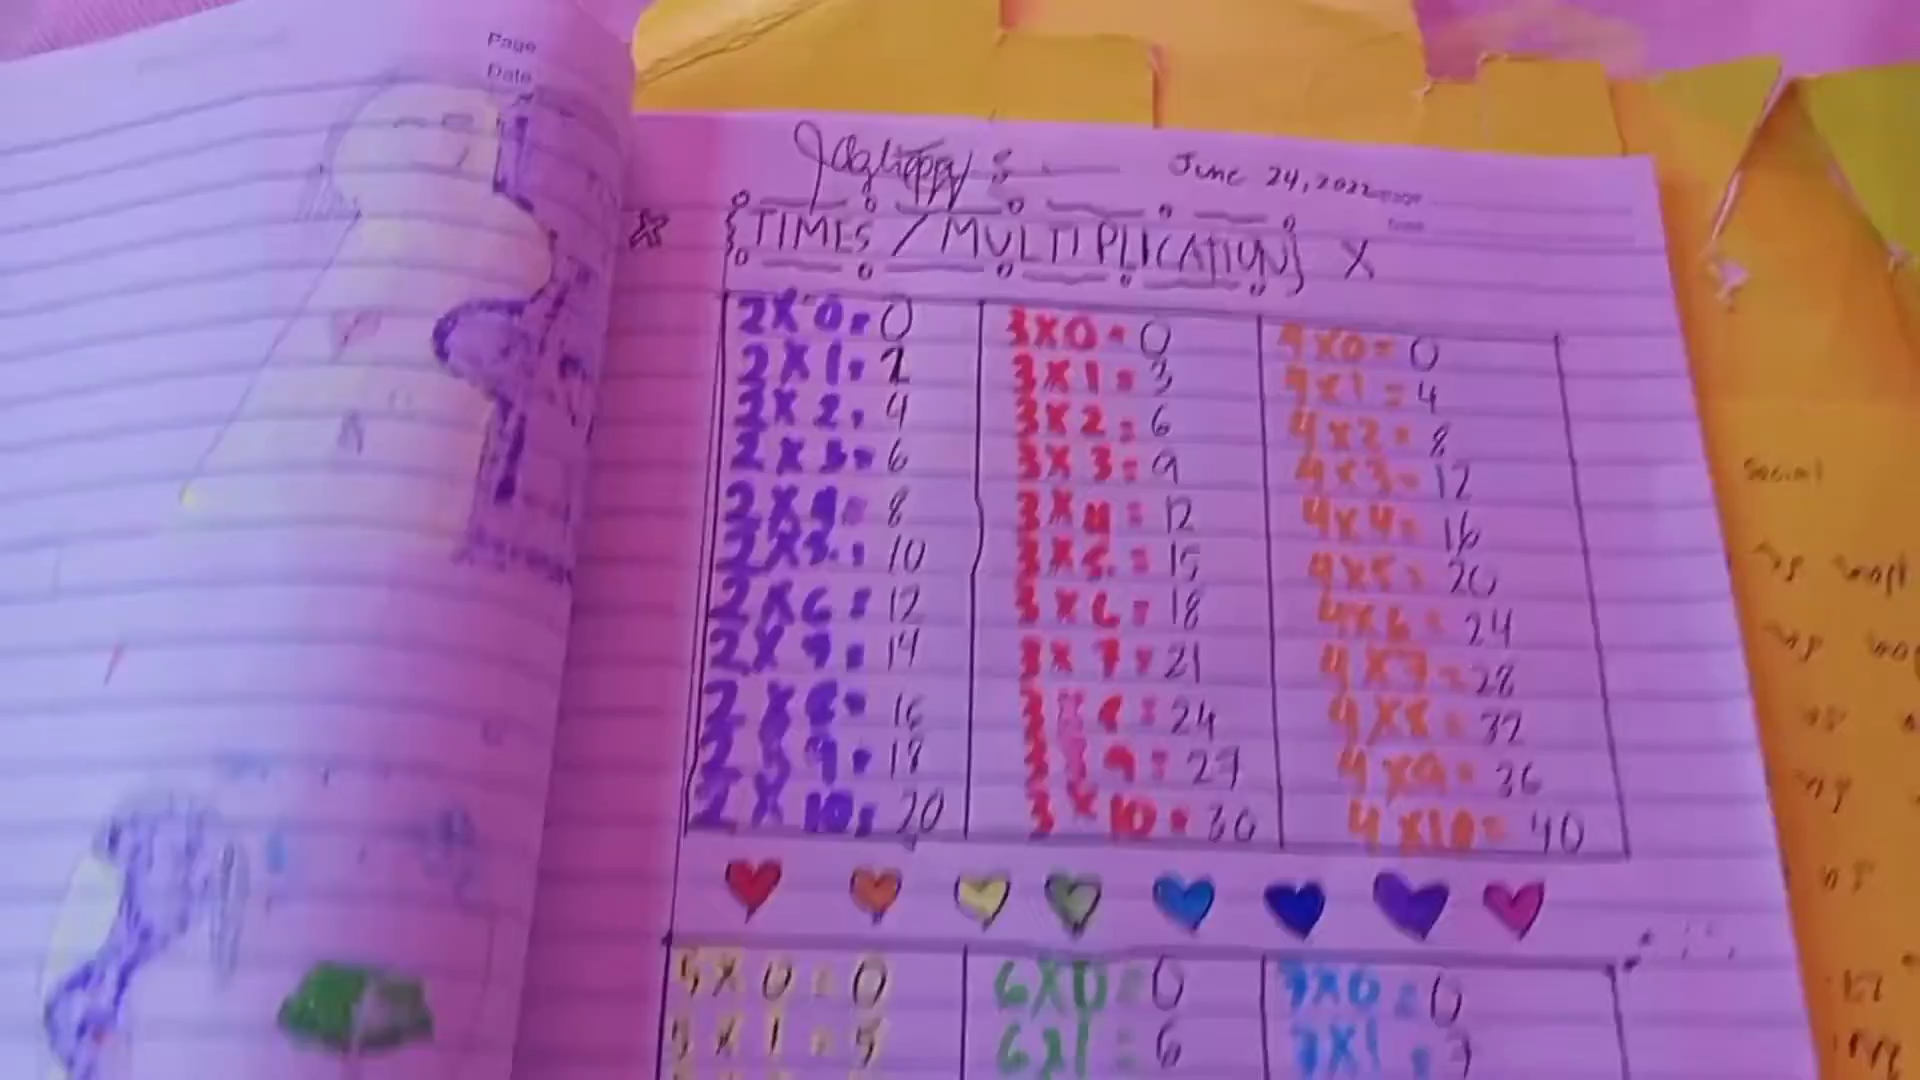 Page
Date
June 24, 2022
{TIMES / MULTIPLICATION} X
2X0=0
2X1=2
2X2=4
2X3=6
2X4=8
2X5=10
2X6=12
2X7=14
2X8=16
2X9=18
2X10=20
3X0=0
3X1=3
3X2=6
3X3=9
3X4=12
3X5=15
3X6=18
3X7=21
3X8=24
3X9=27
3X10=30
4X0=0
4X1=4
4X2=8
4X3=12
4X4=16
4X5=20
4X6=24
4X7=28
4X8=32
4X9=36
4X10=40
5X0=0
5X1=5
6X0=0
6X1=6
7X0=0
7X1=7
Social